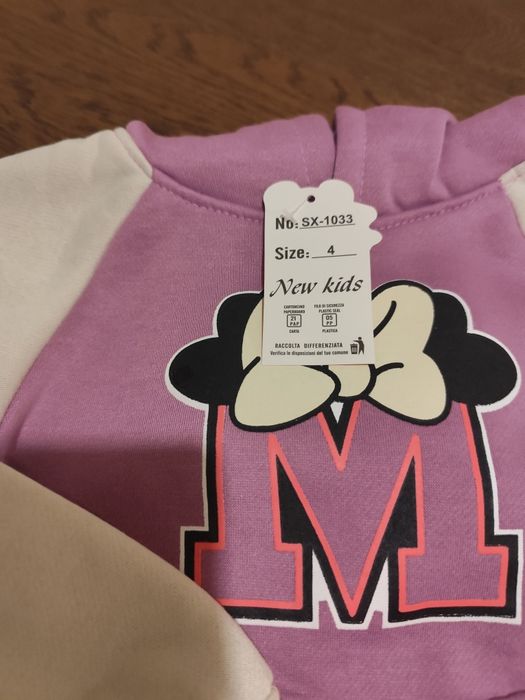 No: SX-1033
Size: 4
New kids
CARTONCINO PAPERBOARD
21 PAP
CARTA
FILO DI SICUREZZA PLASTIC SEAL
05 PP
PLASTICA
RACCOLTA DIFFERENZIATA
Verifica le disposizioni del tuo comune
M